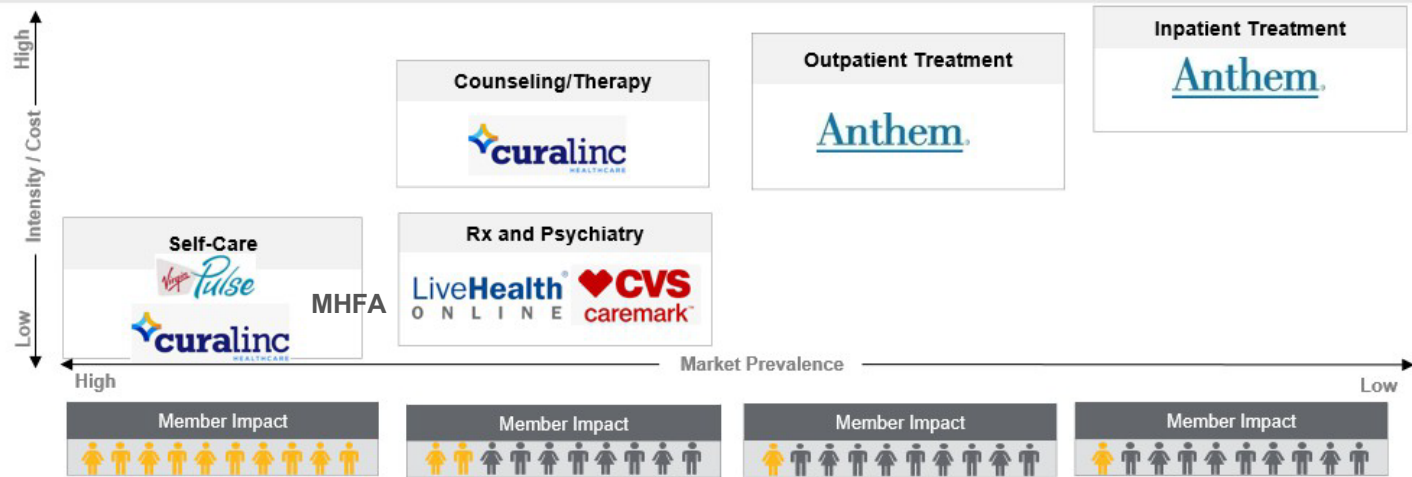 High
Intensity / Cost
Low
Inpatient Treatment
Anthem®
Outpatient Treatment
Anthem®
Counseling/Therapy
curalinc
HEALTHCARE
Self-Care
Virgin Pulse
curalinc
HEALTHCARE
MHFA
Rx and Psychiatry
LiveHealth®
ONLINE
CVS
caremark™
Market Prevalence
High
Low
Member Impact
Member Impact
Member Impact
Member Impact